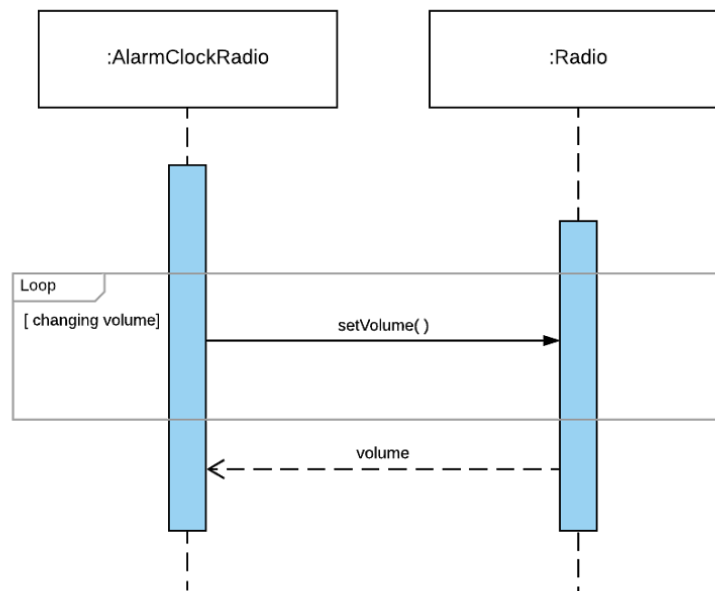 :AlarmClockRadio
:Radio
Loop
[ changing volume]
setVolume( )
volume